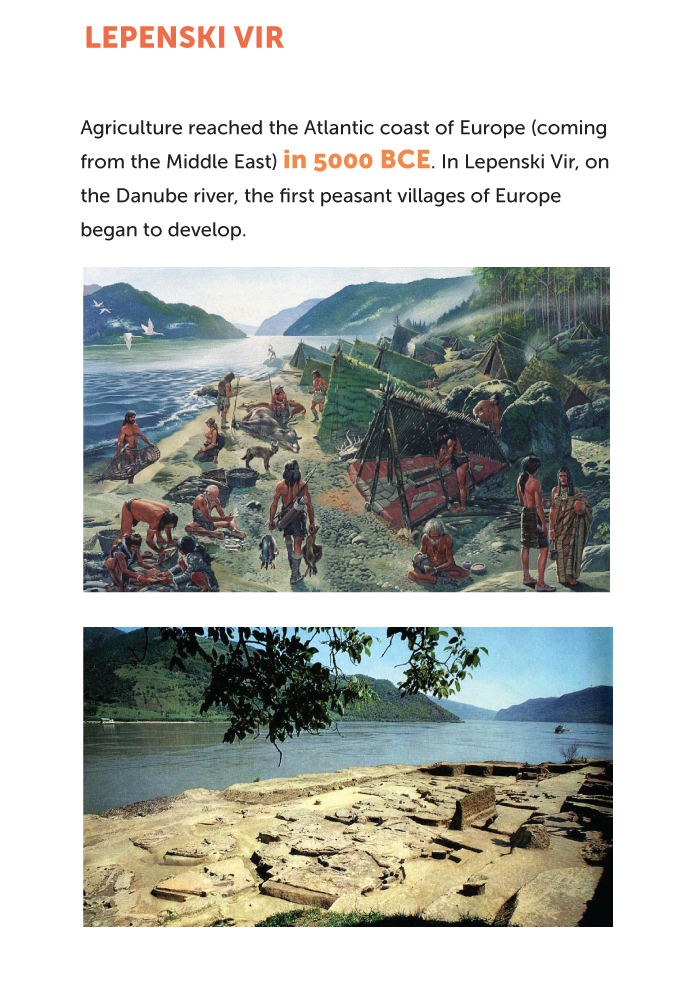 LEPENSKI VIR
Agriculture reached the Atlantic coast of Europe (coming
from the Middle East) in 5000 BCE. In Lepenski Vir, on
the Danube river, the first peasant villages of Europe
began to develop.